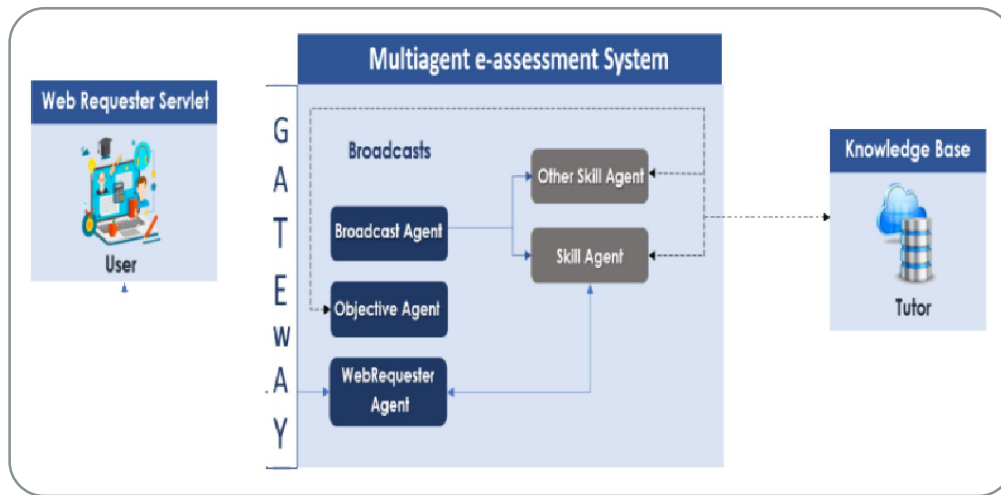 Multiagent e-assessment System
Web Requester Servlet
User
GATEWAY
Broadcasts
Broadcast Agent
Objective Agent
WebRequester
Agent
Other Skill Agent
Skill Agent
Knowledge Base
Tutor